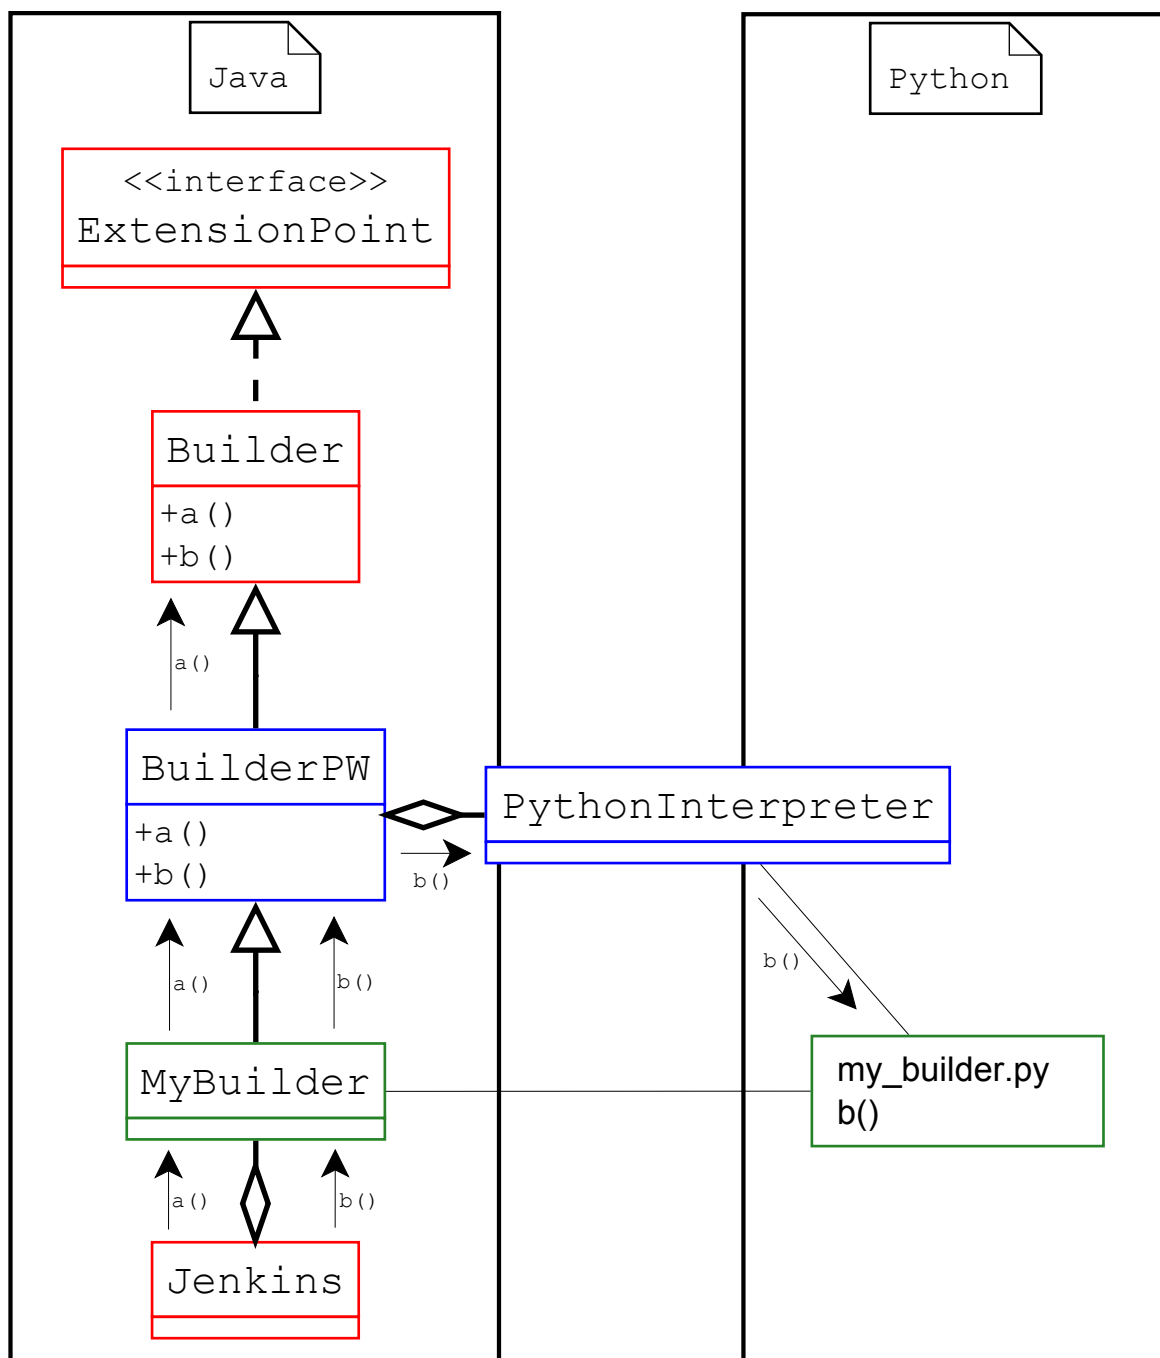 Java
Python
<<interface>>
ExtensionPoint
Builder
+a()
+b()
a()
BuilderPW
+a()
+b()
PythonInterpreter
b()
a()
b()
b()
MyBuilder
my_builder.py
b()
a()
b()
Jenkins